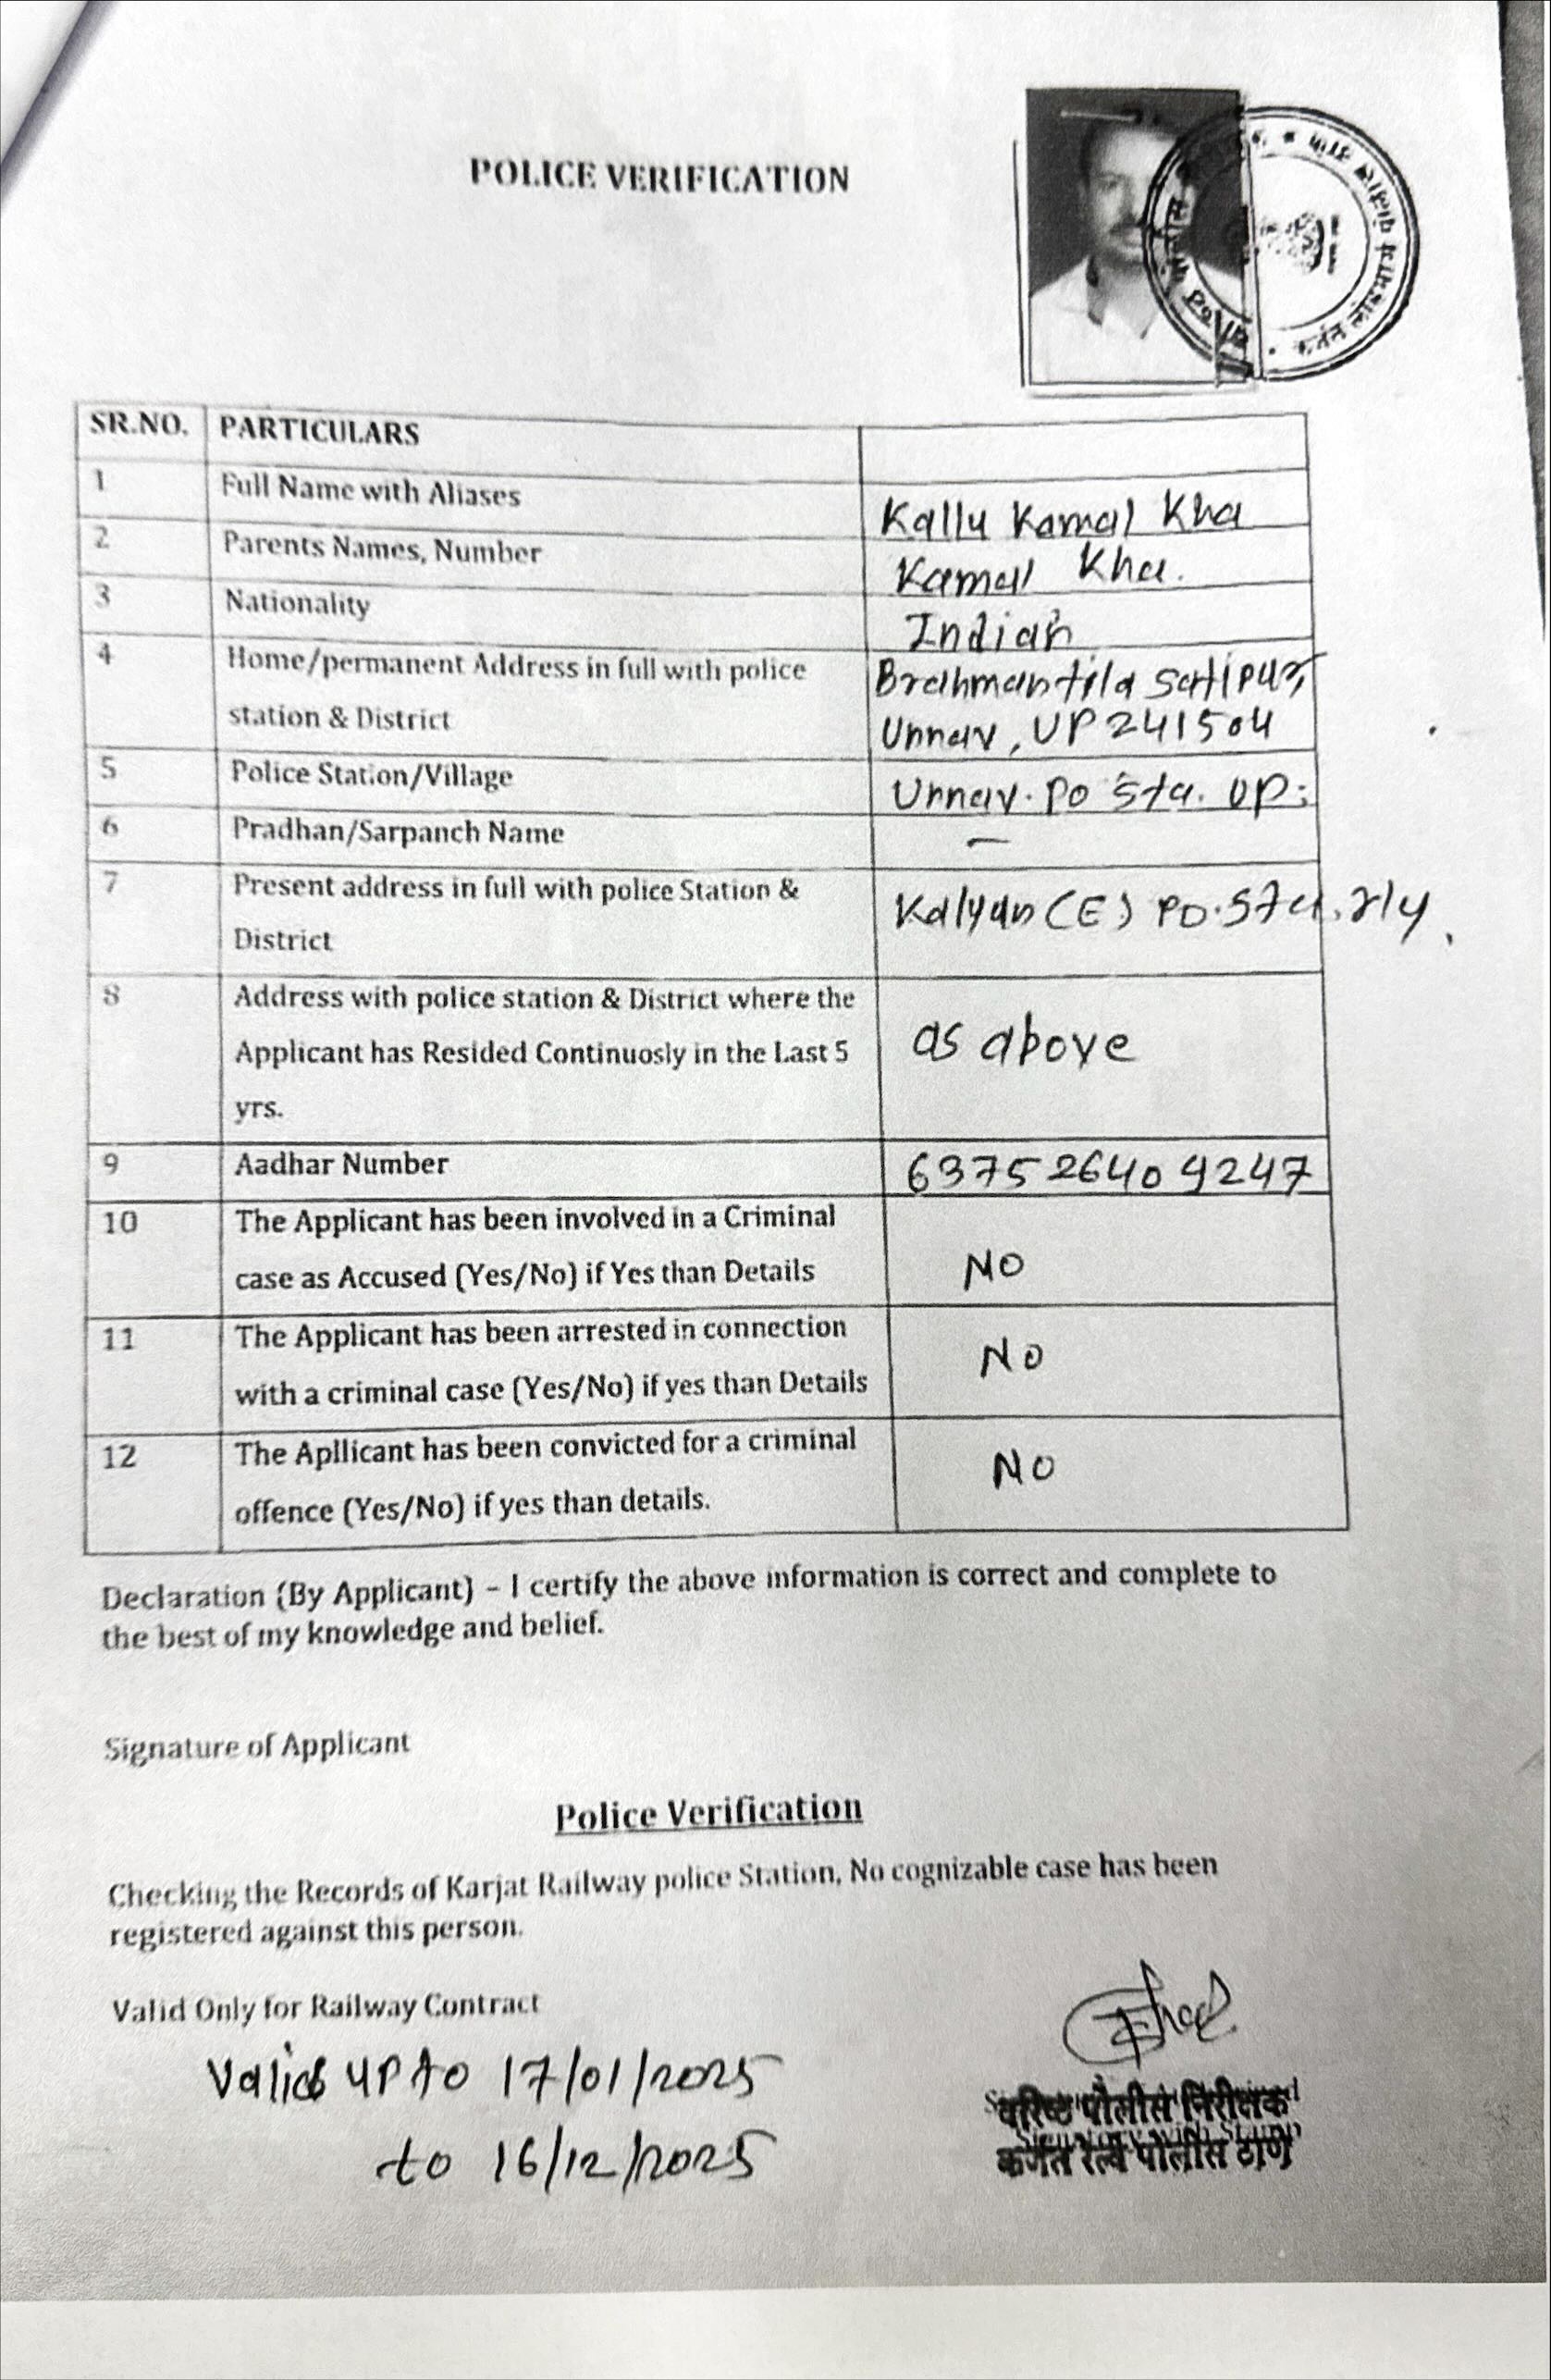 POLICE VERIFICATION
SR.NO. PARTICULARS
1 Full Name with Aliases Kallu Kamal Kha
2 Parents Names, Number Kamal Kha.
3 Nationality Indian
4 Home/permanent Address in full with police station & District Brahmantila Satipur, Unnav, UP 241504
5 Police Station/Village Unnav. Po Sta. UP.
6 Pradhan/Sarpanch Name —
7 Present address in full with police Station & District Kalyan (E) Po. Sta. rly.
8 Address with police station & District where the Applicant has Resided Continuosly in the Last 5 yrs. as above
9 Aadhar Number 6375 2640 9247
10 The Applicant has been involved in a Criminal case as Accused (Yes/No) if Yes than Details NO
11 The Applicant has been arrested in connection with a criminal case (Yes/No) if yes than Details NO
12 The Apllicant has been convicted for a criminal offence (Yes/No) if yes than details. NO
Declaration (By Applicant) – I certify the above information is correct and complete to
the best of my knowledge and belief.
Signature of Applicant
Police Verification
Checking the Records of Karjat Railway police Station, No cognizable case has been
registered against this person.
Valid Only for Railway Contract
Valid up to 17/01/2025
to 16/12/2025
वरिष्ठ पोलीस निरीक्षक
कर्जत रेल्वे पोलीस ठाणे